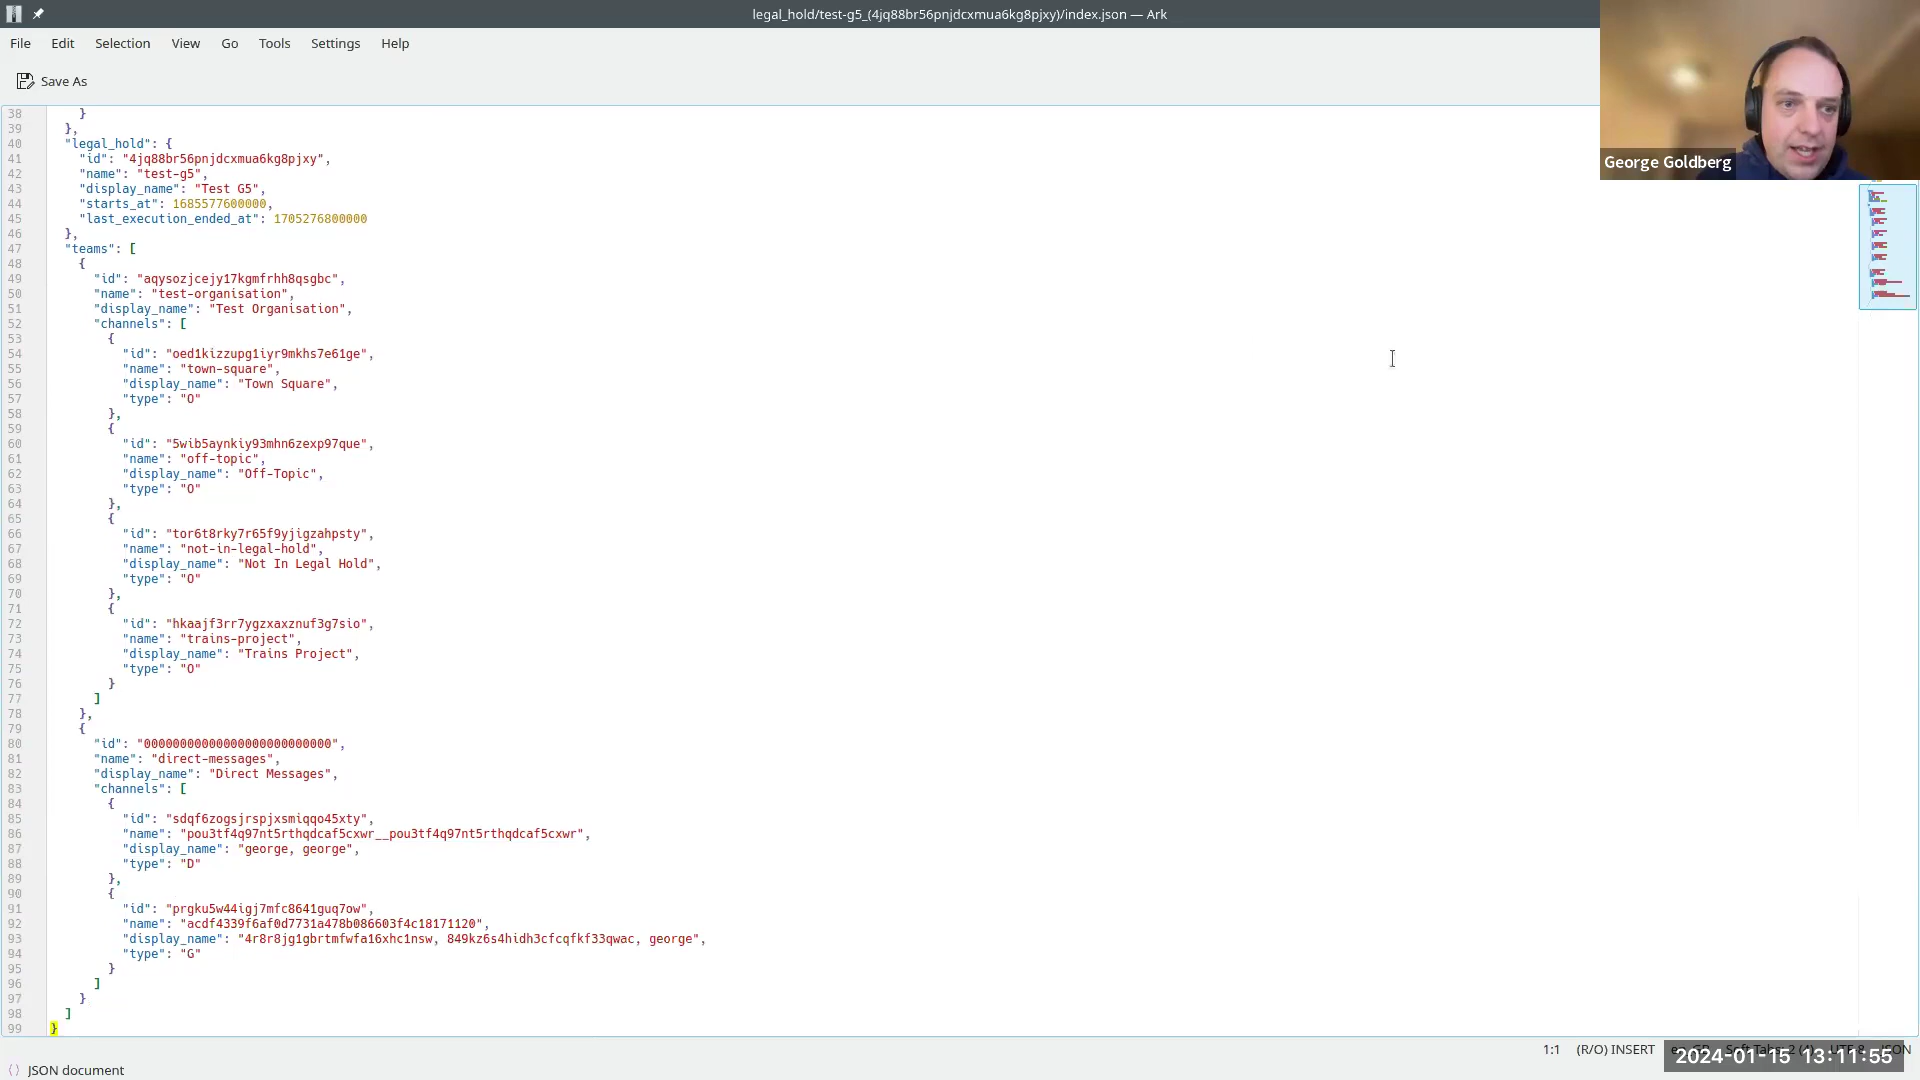 legal_hold/test-g5_(4jq88br56pnjdcxmua6kg8pjxy)/index.json — Ark
File Edit Selection View Go Tools Settings Help
Save As
George Goldberg
38 }
39 },
40 "legal_hold": {
41 "id": "4jq88br56pnjdcxmua6kg8pjxy",
42 "name": "test-g5",
43 "display_name": "Test G5",
44 "starts_at": 1685577600000,
45 "last_execution_ended_at": 1705276800000
46 },
47 "teams": [
48 {
49 "id": "aqysozjcejy17kgmfrhh8qsgbc",
50 "name": "test-organisation",
51 "display_name": "Test Organisation",
52 "channels": [
53 {
54 "id": "oed1kizzupg1iyr9mkhs7e61ge",
55 "name": "town-square",
56 "display_name": "Town Square",
57 "type": "O"
58 },
59 {
60 "id": "5wib5aynkiy93mhn6zexp97que",
61 "name": "off-topic",
62 "display_name": "Off-Topic",
63 "type": "O"
64 },
65 {
66 "id": "tor6t8rky7r65f9yjigzahpsty",
67 "name": "not-in-legal-hold",
68 "display_name": "Not In Legal Hold",
69 "type": "O"
70 },
71 {
72 "id": "hkaajf3rr7ygzxaxznuf3g7sio",
73 "name": "trains-project",
74 "display_name": "Trains Project",
75 "type": "O"
76 }
77 ]
78 },
79 {
80 "id": "00000000000000000000000000",
81 "name": "direct-messages",
82 "display_name": "Direct Messages",
83 "channels": [
84 {
85 "id": "sdqf6zogsjrspjxsmiqqo45xty",
86 "name": "pou3tf4q97nt5rthqdcaf5cxwr__pou3tf4q97nt5rthqdcaf5cxwr",
87 "display_name": "george, george",
88 "type": "D"
89 },
90 {
91 "id": "prgku5w44igj7mfc8641guq7ow",
92 "name": "acdf4339f6af0d7731a478b086603f4c18171120",
93 "display_name": "4r8r8jg1gbrtmfwfa16xhc1nsw, 849kz6s4hidh3cfcqfkf33qwac, george",
94 "type": "G"
95 }
96 ]
97 }
98 ]
99 }
1:1 (R/O) INSERT
2024-01-15 13:11:55
JSON document